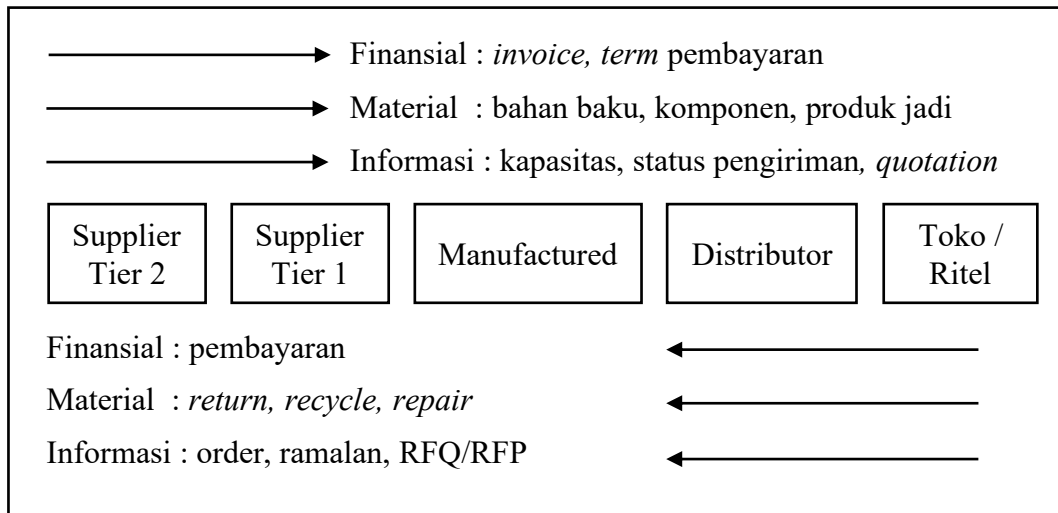 Finansial : invoice, term pembayaran
Material : bahan baku, komponen, produk jadi
Informasi : kapasitas, status pengiriman, quotation
Supplier
Tier 2
Supplier
Tier 1
Manufactured
Distributor
Toko /
Ritel
Finansial : pembayaran
Material : return, recycle, repair
Informasi : order, ramalan, RFQ/RFP